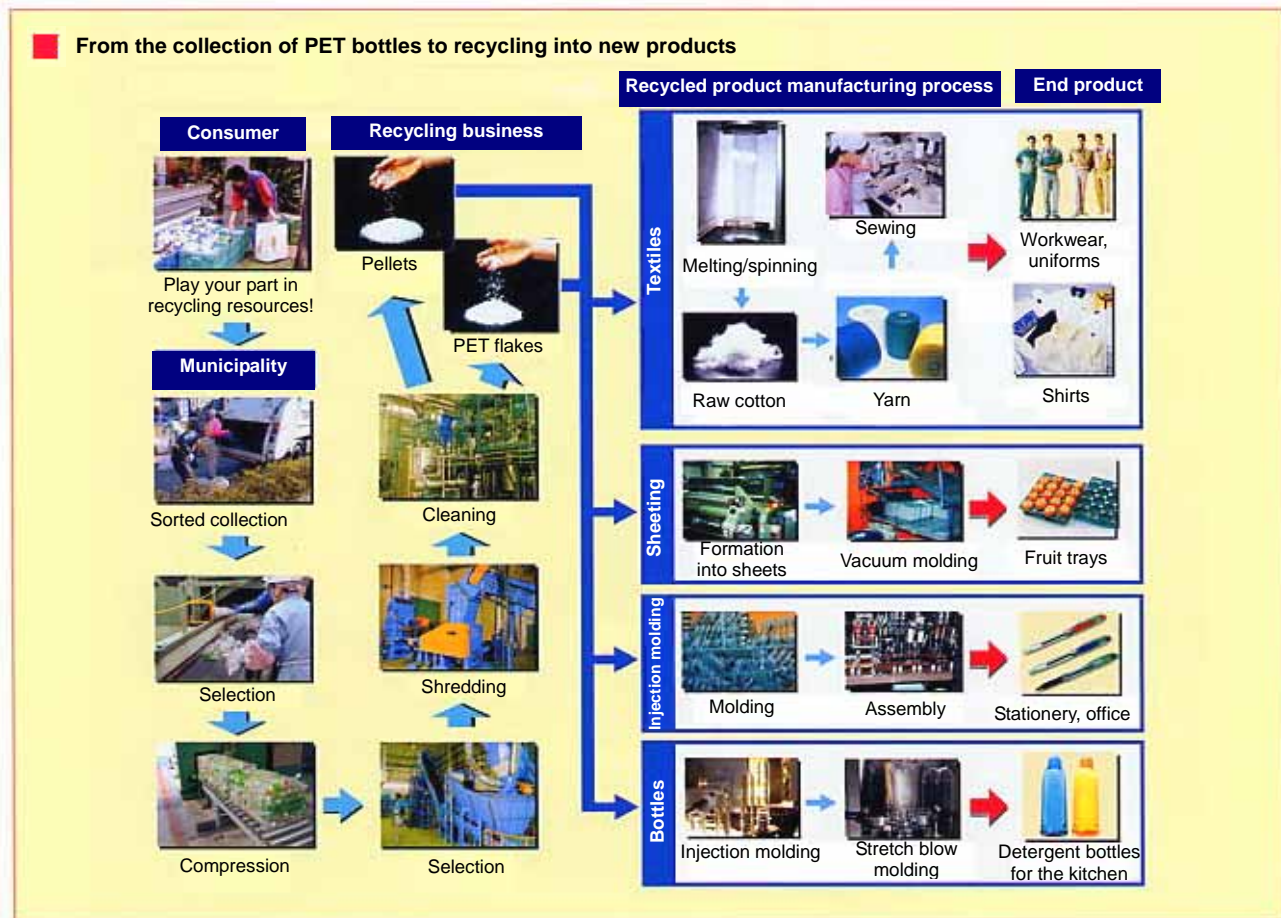 From the collection of PET bottles to recycling into new products
Consumer
Play your part in
recycling resources!
Municipality
Sorted collection
Selection
Compression
Recycling business
Pellets
PET flakes
Cleaning
Shredding
Selection
Recycled product manufacturing process
End product
Textiles
Melting/spinning
Sewing
Raw cotton
Yarn
Workwear,
uniforms
Shirts
Sheeting
Formation
into sheets
Vacuum molding
Fruit trays
Injection molding
Molding
Assembly
Stationery, office
Bottles
Injection molding
Stretch blow
molding
Detergent bottles
for the kitchen